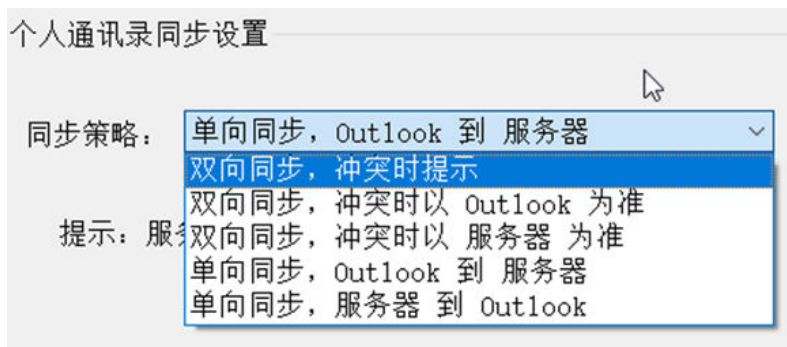 个人通讯录同步设置
同步策略: 单向同步, Outlook 到 服务器
双向同步, 冲突时提示
双向同步, 冲突时以 Outlook 为准
提示: 服
双向同步, 冲突时以 服务器 为准
单向同步, Outlook 到 服务器
单向同步, 服务器 到 Outlook